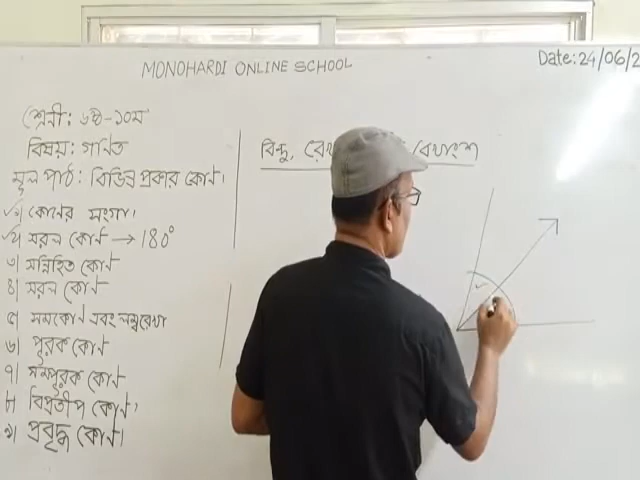 MONOHARDI ONLINE SCHOOL
Date: 24/06/2
শ্রেনী: ৬ষ্ঠ-১০ম
বিষয়: গণিত
মূল পাঠ: বিভিন্ন প্রকার কোন।
১) কোনের সংগা।
২) সরল কোণ → 180°
৩) সন্নিহিত কোণ
৪) সরল কোণ
৫) সমকোণ এবং লম্বরেখা
৬) পূরক কোণ
৭) সম্পূরক কোণ
৮) বিপ্রতীপ কোণ।
৯) প্রবৃদ্ধ কোণ।
বিন্দু, রেখাংশ